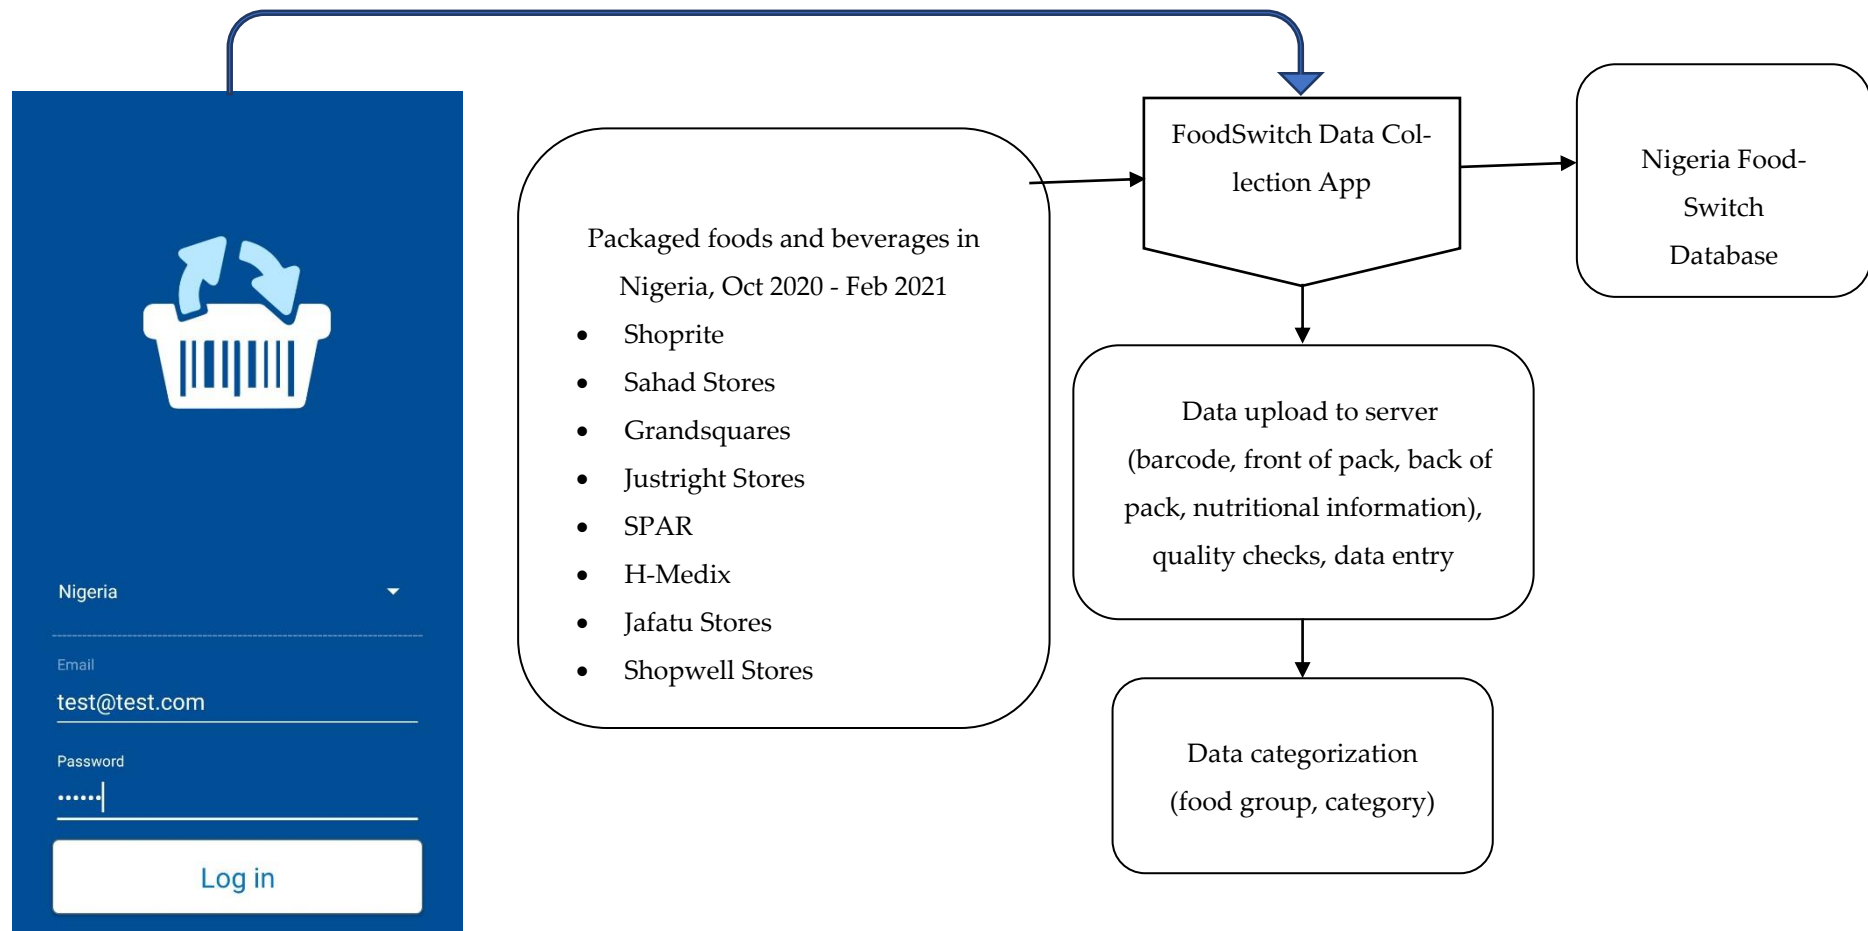 Nigeria
Email
test@test.com
Password
••••••
Log in
Packaged foods and beverages in
Nigeria, Oct 2020 - Feb 2021
• Shoprite
• Sahad Stores
• Grandsquares
• Justright Stores
• SPAR
• H-Medix
• Jafatu Stores
• Shopwell Stores
FoodSwitch Data Col-
lection App
Nigeria Food-
Switch
Database
Data upload to server
(barcode, front of pack, back of
pack, nutritional information),
quality checks, data entry
Data categorization
(food group, category)